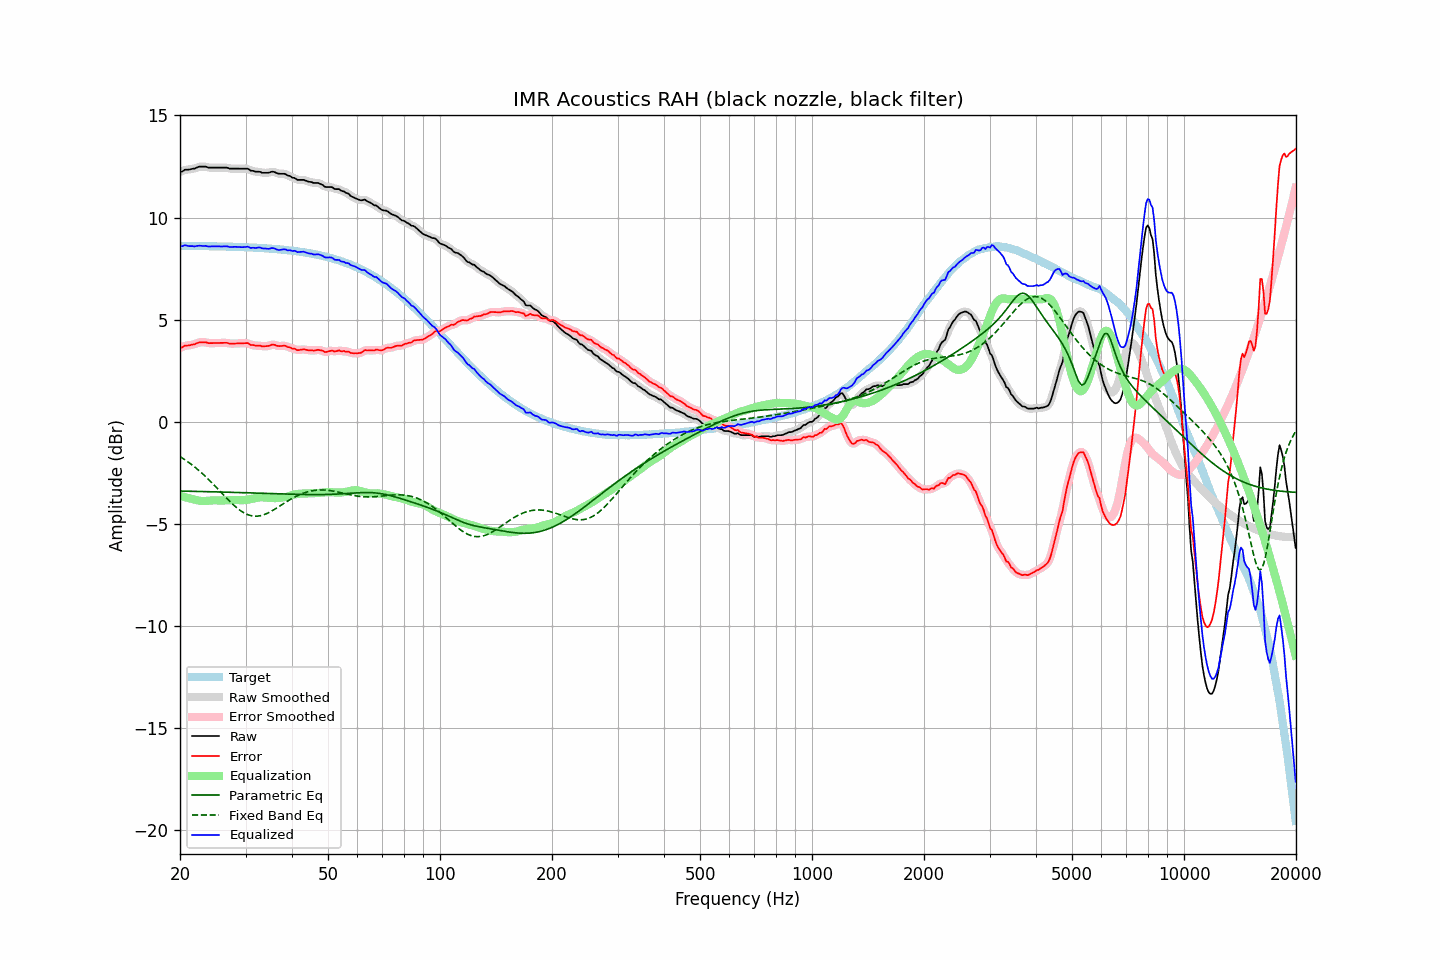 IMR Acoustics RAH (black nozzle, black filter)
15
10
5
0
−5
−10
−15
−20
Amplitude (dBr)
Target
Raw Smoothed
Error Smoothed
Raw
Error
Equalization
Parametric Eq
Fixed Band Eq
Equalized
20 50 100 200 500 1000 2000 5000 10000 20000
Frequency (Hz)